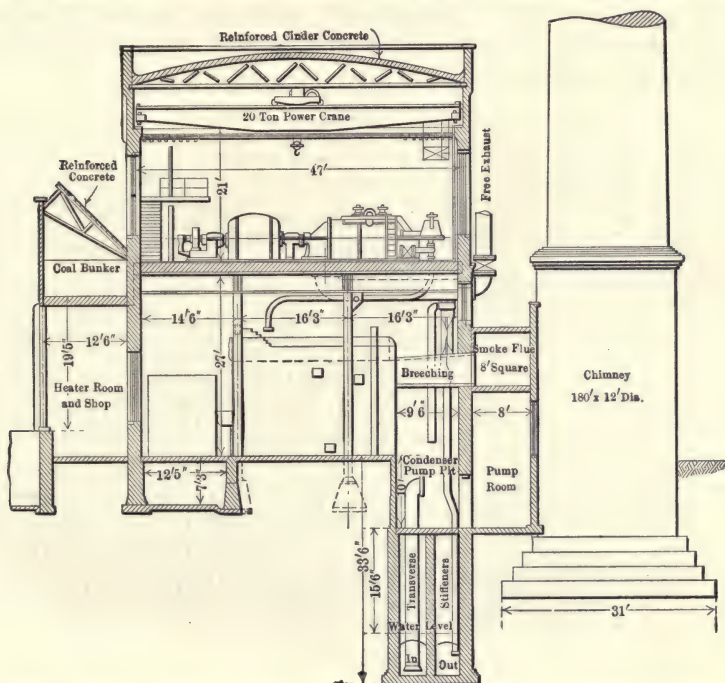 Reinforced Cinder Concrete
20 Ton Power Crane
Reinforced
Concrete
47'
21'
Free Exhaust
Coal Bunker
14'6"
16'3"
16'3"
12'6"
19'5"
27'
Heater Room
and Shop
Breeching
Smoke Flue
8' Square
Chimney
180' x 12' Dia.
9'6"
8'
Condenser
Pump Pit
Pump
Room
12'5"
7'3"
10'
33'6"
15'6"
Transverse
Stiffeners
Water Level
In
Out
31'